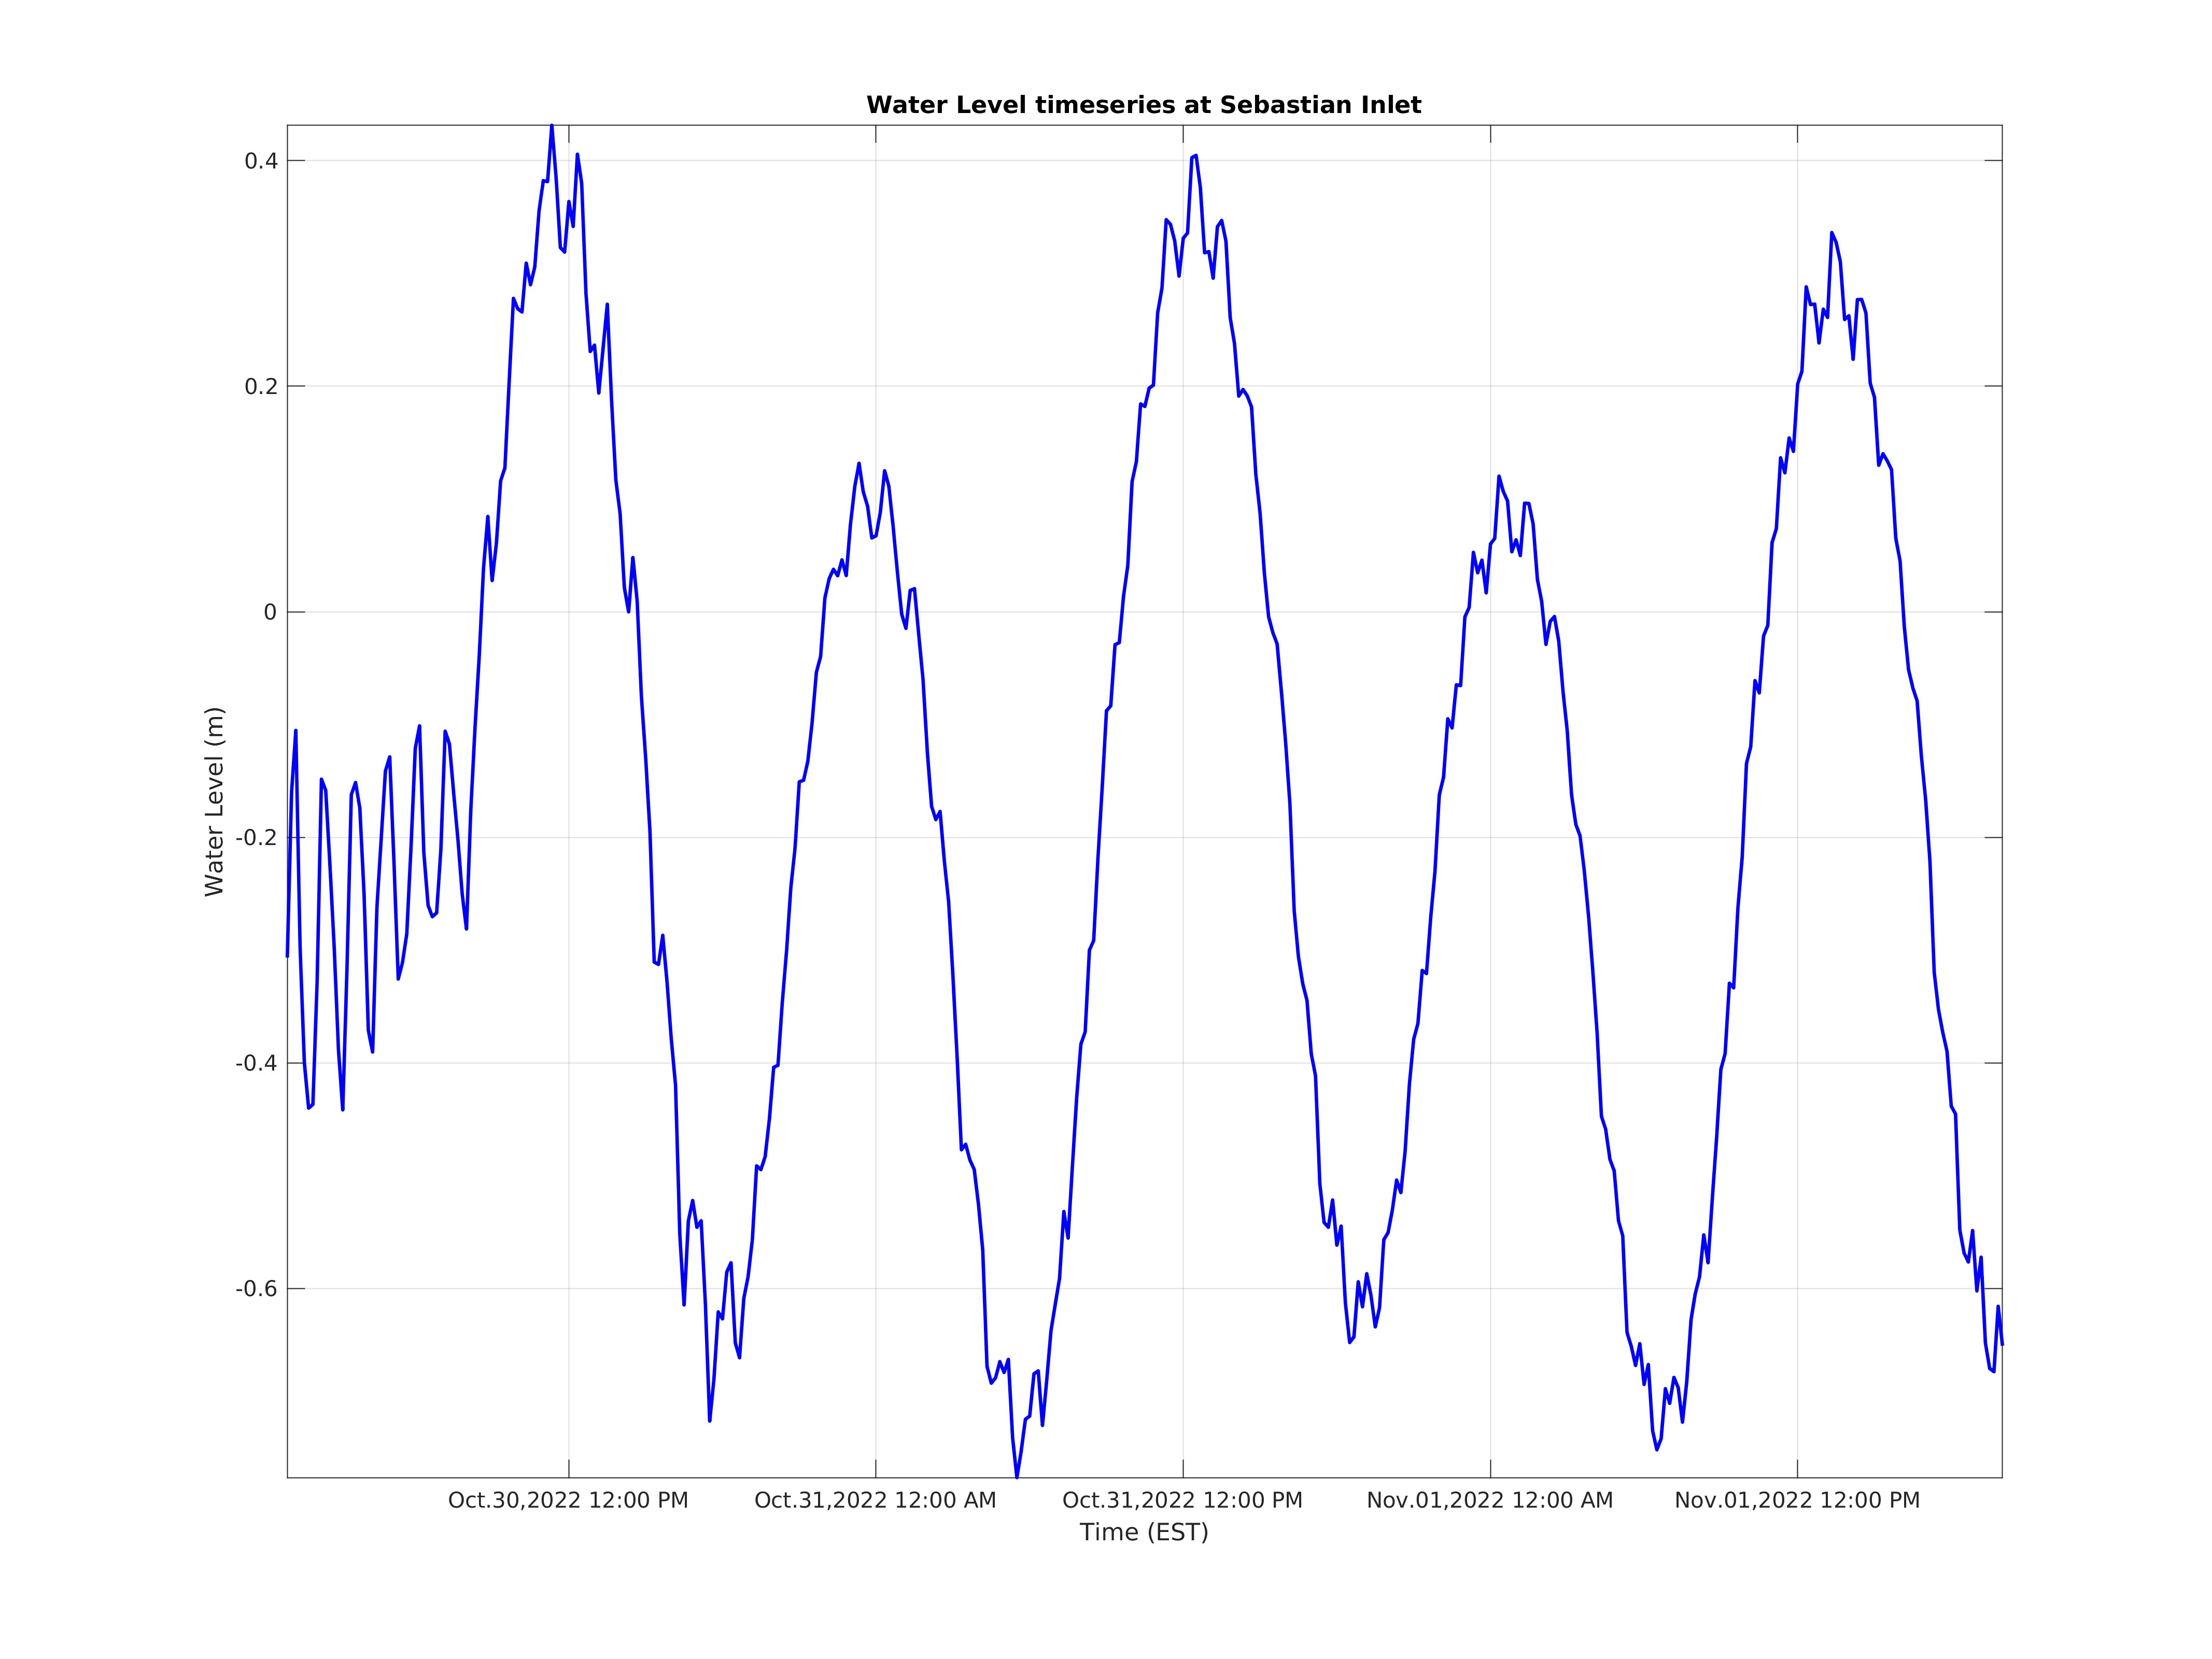 Water Level timeseries at Sebastian Inlet
0.4
0.2
0
-0.2
-0.4
-0.6
Water Level (m)
Oct.30,2022 12:00 PM
Oct.31,2022 12:00 AM
Oct.31,2022 12:00 PM
Nov.01,2022 12:00 AM
Nov.01,2022 12:00 PM
Time (EST)